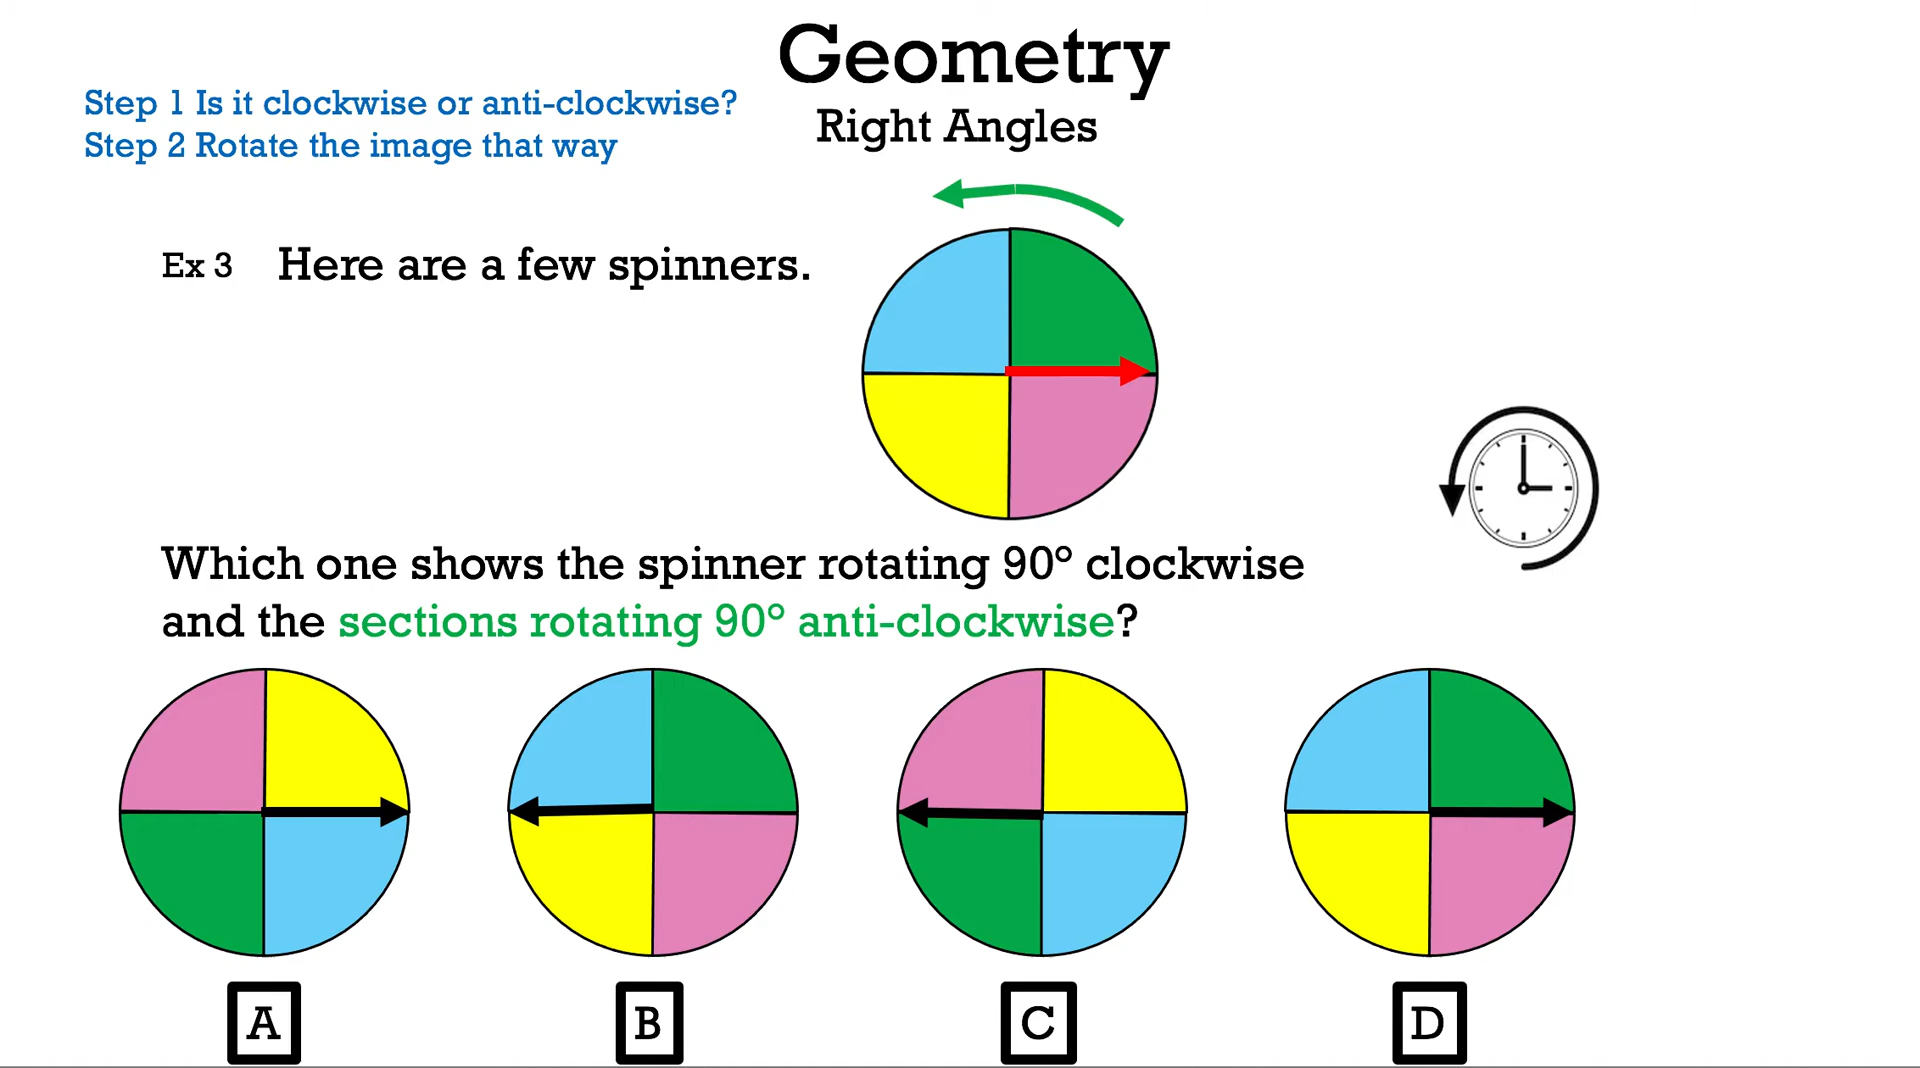 Geometry
Right Angles
Step 1 Is it clockwise or anti-clockwise?
Step 2 Rotate the image that way
Ex 3 Here are a few spinners.
Which one shows the spinner rotating 90° clockwise
and the sections rotating 90° anti-clockwise?
A B C D